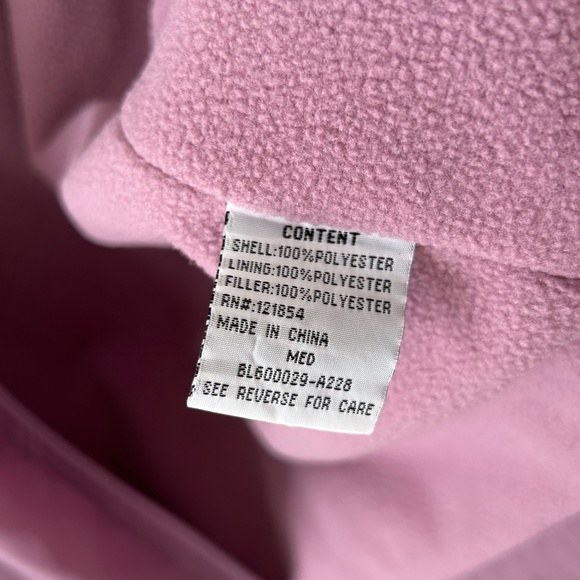 CONTENT
SHELL:100%POLYESTER
LINING:100%POLYESTER
FILLER:100%POLYESTER
RN#:121854
MADE IN CHINA
MED
BL600029-A228
SEE REVERSE FOR CARE